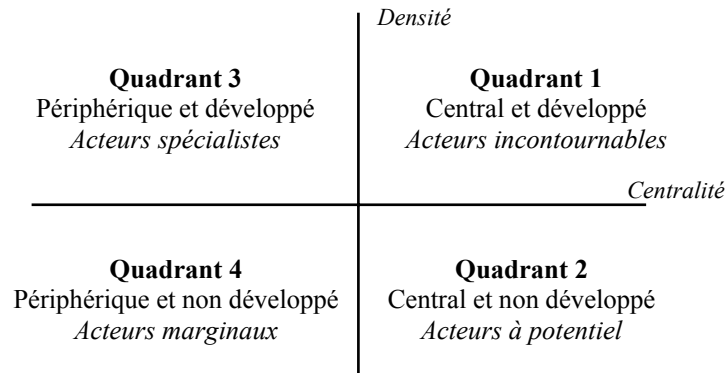 Densité
Quadrant 3
Périphérique et développé
Acteurs spécialistes
Quadrant 1
Central et développé
Acteurs incontournables
Centralité
Quadrant 4
Périphérique et non développé
Acteurs marginaux
Quadrant 2
Central et non développé
Acteurs à potentiel